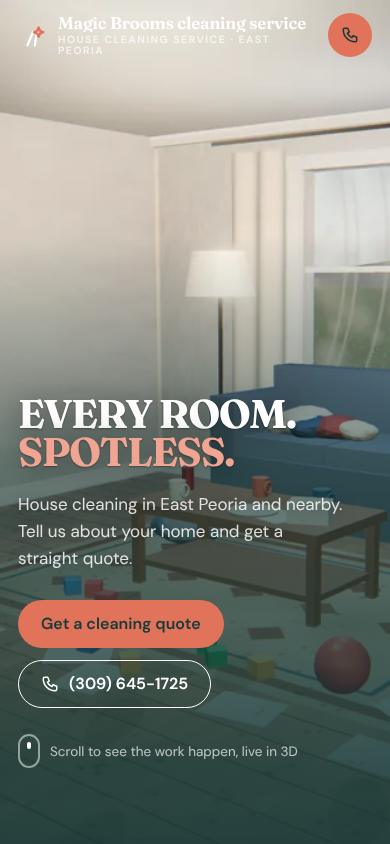 Magic Brooms cleaning service
HOUSE CLEANING SERVICE · EAST
PEORIA
EVERY ROOM.
SPOTLESS.
House cleaning in East Peoria and nearby.
Tell us about your home and get a
straight quote.
Get a cleaning quote
(309) 645-1725
Scroll to see the work happen, live in 3D